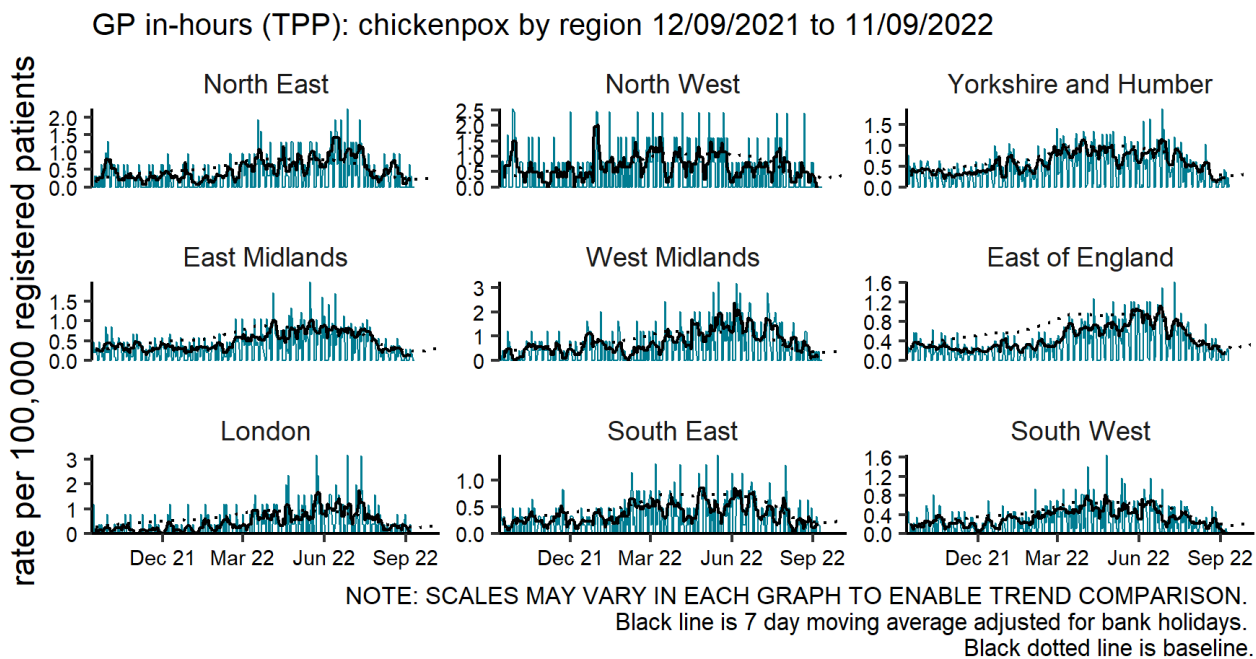 GP in-hours (TPP): chickenpox by region 12/09/2021 to 11/09/2022
rate per 100,000 registered patients
North East
2.0
1.5
1.0
0.5
0.0
North West
2.5
2.0
1.5
1.0
0.5
0.0
Yorkshire and Humber
1.5
1.0
0.5
0.0
East Midlands
1.5
1.0
0.5
0.0
West Midlands
3
2
1
0
East of England
1.6
1.2
0.8
0.4
0.0
London
3
2
1
0
Dec 21 Mar 22 Jun 22 Sep 22
South East
1.0
0.5
0.0
Dec 21 Mar 22 Jun 22 Sep 22
South West
1.6
1.2
0.8
0.4
0.0
Dec 21 Mar 22 Jun 22 Sep 22
NOTE: SCALES MAY VARY IN EACH GRAPH TO ENABLE TREND COMPARISON.
Black line is 7 day moving average adjusted for bank holidays.
Black dotted line is baseline.